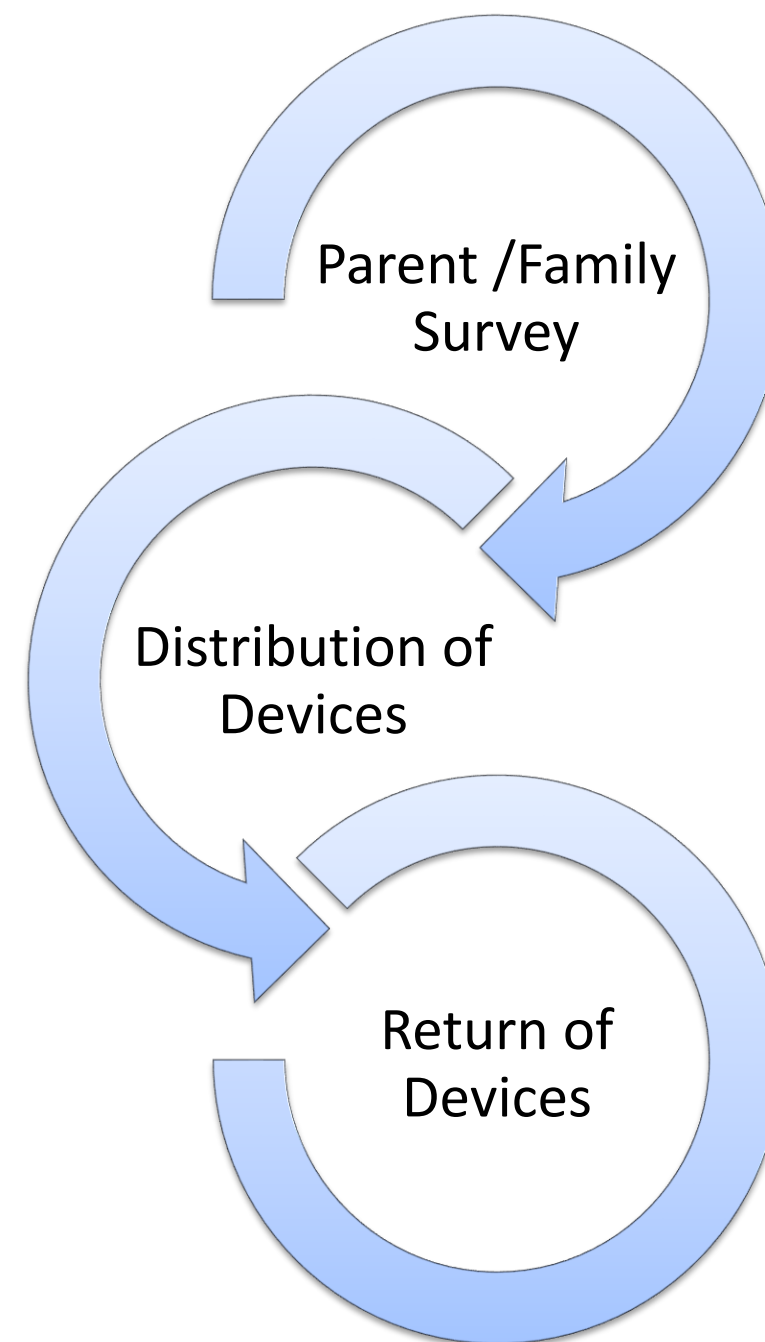 Parent /Family
Survey
Distribution of
Devices
Return of
Devices